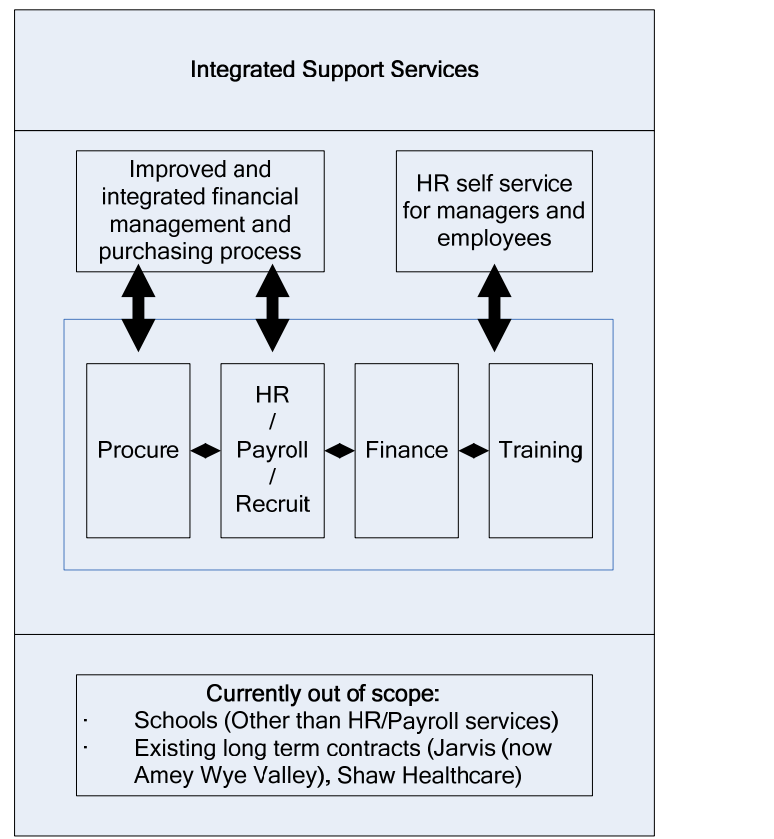 Integrated Support Services
Improved and
integrated financial
management and
purchasing process
HR self service
for managers and
employees
Procure
HR
/
Payroll
/
Recruit
Finance
Training
Currently out of scope:
· Schools (Other than HR/Payroll services)
· Existing long term contracts (Jarvis (now
Amey Wye Valley), Shaw Healthcare)